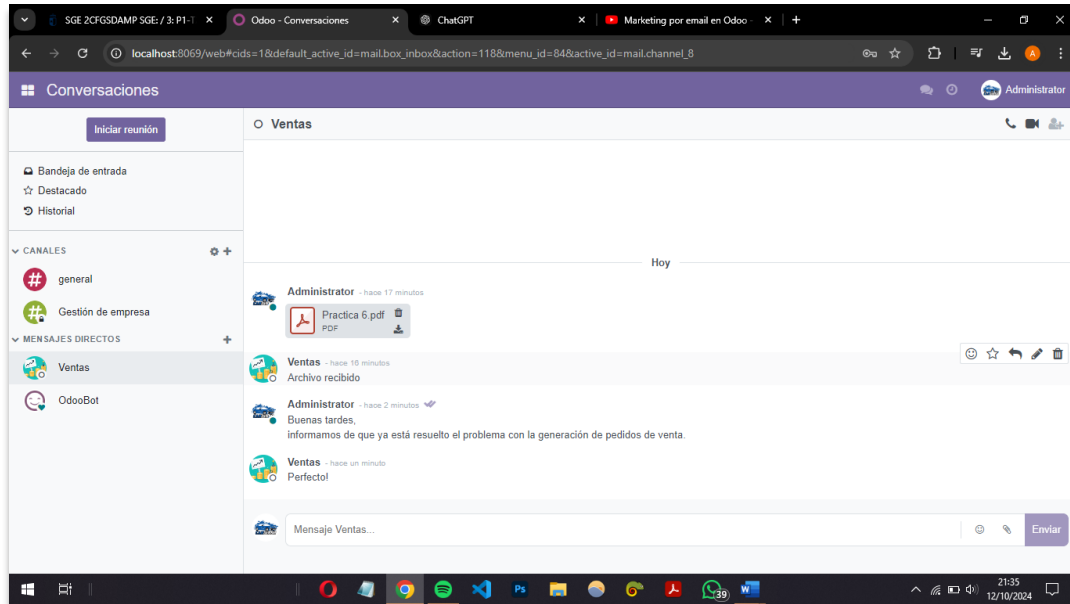 SGE 2CFGSDAMP SGE: / 3: P1-T
Odoo - Conversaciones
ChatGPT
Marketing por email en Odoo -
localhost:8069/web#cids=1&default_active_id=mail.box_inbox&action=118&menu_id=84&active_id=mail.channel_8
A
Conversaciones
Administrator
Iniciar reunión
Ventas
Bandeja de entrada
Destacado
Historial
CANALES
general
Gestión de empresa
MENSAJES DIRECTOS
Ventas
OdooBot
Hoy
Administrator - hace 17 minutos
Practica 6.pdf
PDF
Ventas - hace 16 minutos
Archivo recibido
Administrator - hace 2 minutos
Buenas tardes,
informamos de que ya está resuelto el problema con la generación de pedidos de venta.
Ventas - hace un minuto
Perfecto!
Mensaje Ventas...
Enviar
Ps
39
W
21:35
12/10/2024